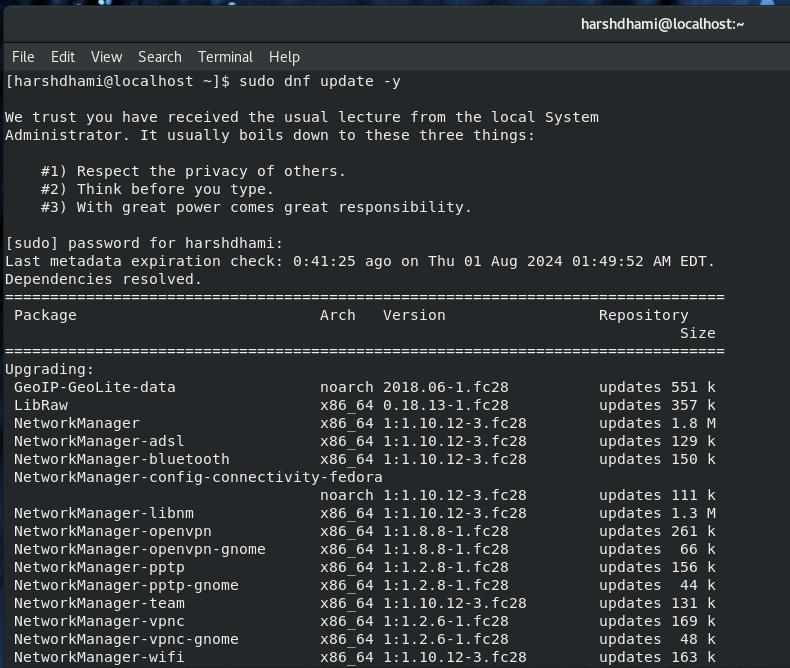 harshdhami@localhost:~
File Edit View Search Terminal Help
[harshdhami@localhost ~]$ sudo dnf update -y
We trust you have received the usual lecture from the local System
Administrator. It usually boils down to these three things:
#1) Respect the privacy of others.
#2) Think before you type.
#3) With great power comes great responsibility.
[sudo] password for harshdhami:
Last metadata expiration check: 0:41:25 ago on Thu 01 Aug 2024 01:49:52 AM EDT.
Dependencies resolved.
================================================================================
Package Arch Version Repository
Size
================================================================================
Upgrading:
GeoIP-GeoLite-data noarch 2018.06-1.fc28 updates 551 k
LibRaw x86_64 0.18.13-1.fc28 updates 357 k
NetworkManager x86_64 1:1.10.12-3.fc28 updates 1.8 M
NetworkManager-adsl x86_64 1:1.10.12-3.fc28 updates 129 k
NetworkManager-bluetooth x86_64 1:1.10.12-3.fc28 updates 150 k
NetworkManager-config-connectivity-fedora
noarch 1:1.10.12-3.fc28 updates 111 k
NetworkManager-libnm x86_64 1:1.10.12-3.fc28 updates 1.3 M
NetworkManager-openvpn x86_64 1:1.8.8-1.fc28 updates 261 k
NetworkManager-openvpn-gnome x86_64 1:1.8.8-1.fc28 updates 66 k
NetworkManager-pptp x86_64 1:1.2.8-1.fc28 updates 156 k
NetworkManager-pptp-gnome x86_64 1:1.2.8-1.fc28 updates 44 k
NetworkManager-team x86_64 1:1.10.12-3.fc28 updates 131 k
NetworkManager-vpnc x86_64 1:1.2.6-1.fc28 updates 169 k
NetworkManager-vpnc-gnome x86_64 1:1.2.6-1.fc28 updates 48 k
NetworkManager-wifi x86_64 1:1.10.12-3.fc28 updates 163 k